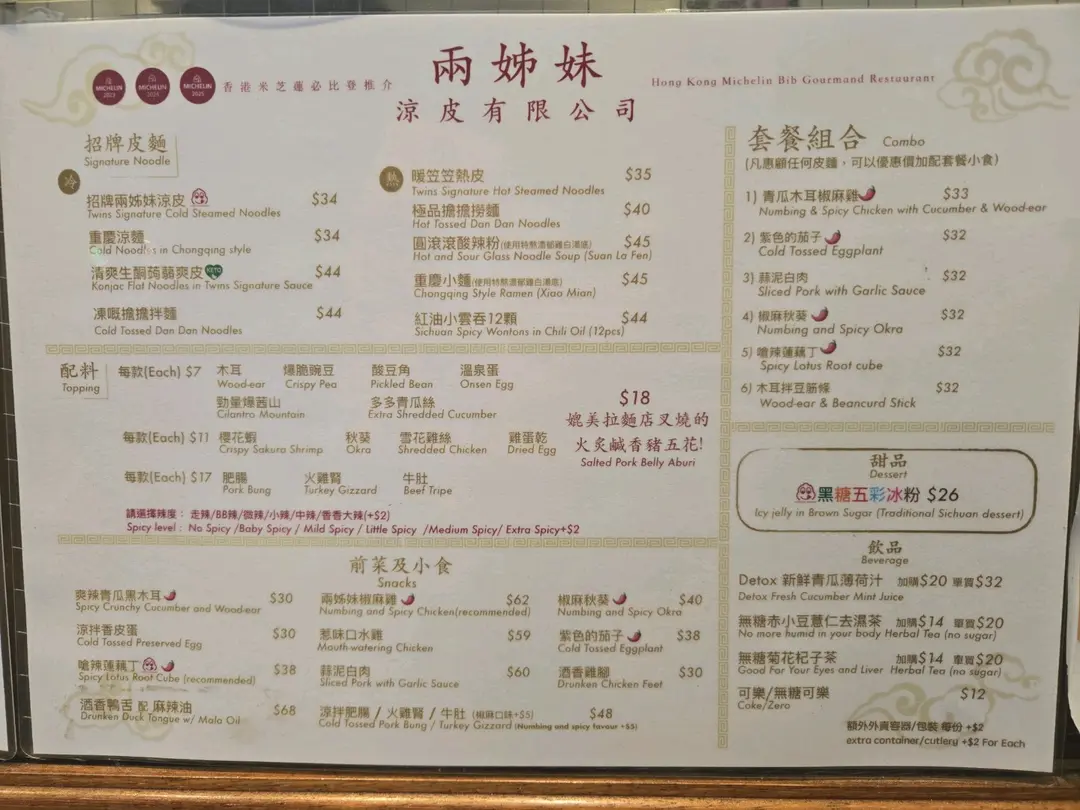 兩姊妹
MICHELIN 2023
MICHELIN 2024
MICHELIN 2025
香港米芝蓮必比登推介
Hong Kong Michelin Bib Gourmand Restaurant
涼皮有限公司
招牌皮麵
Signature Noodle
冷
招牌兩姊妹涼皮 $34
Twins Signature Cold Steamed Noodles
重慶涼麵 $34
Cold Noodles in Chongqing style
清爽生酮蒟蒻爽皮 KETO $44
Konjac Flat Noodles in Twins Signature Sauce
凍嘅擔擔拌麵 $44
Cold Tossed Dan Dan Noodles
熱
暖笠笠熱皮 $35
Twins Signature Hot Steamed Noodles
極品擔擔撈麵 $40
Hot Tossed Dan Dan Noodles
圓滾滾酸辣粉(使用特熬濃郁雞白湯底) $45
Hot and Sour Glass Noodle Soup (Suan La Fen)
重慶小麵(使用特熬濃郁雞白湯底) $45
Chongqing Style Ramen (Xiao Mian)
紅油小雲吞12顆 $44
Sichuan Spicy Wontons in Chili Oil (12pcs)
配料
Topping
每款(Each) $7 木耳 爆脆豌豆 酸豆角 溫泉蛋
Wood-ear Crispy Pea Pickled Bean Onsen Egg
勁量爆茜山 多多青瓜絲
Cilantro Mountain Extra Shredded Cucumber
每款(Each) $11 櫻花蝦 秋葵 雪花雞絲 雞蛋乾
Crispy Sakura Shrimp Okra Shredded Chicken Dried Egg
每款(Each) $17 肥腸 火雞腎 牛肚
Pork Bung Turkey Gizzard Beef Tripe
$18
媲美拉麵店叉燒的
火炙鹹香豬五花!
Salted Pork Belly Aburi
請選擇辣度： 走辣/BB辣/微辣/小辣/中辣/香香大辣(+$2)
Spicy level： No Spicy /Baby Spicy / Mild Spicy / Little Spicy /Medium Spicy/ Extra Spicy+$2
前菜及小食
Snacks
爽辣青瓜黑木耳 $30
Spicy Crunchy Cucumber and Wood-ear
涼拌香皮蛋 $30
Cold Tossed Preserved Egg
嗆辣蓮藕丁 $38
Spicy Lotus Root Cube (recommended)
酒香鴨舌 配 麻辣油 $68
Drunken Duck Tongue w/ Mala Oil
兩姊妹椒麻雞 $62
Numbing and Spicy Chicken(recommended)
惹味口水雞 $59
Mouth-watering Chicken
蒜泥白肉 $60
Sliced Pork with Garlic Sauce
涼拌肥腸 / 火雞腎 / 牛肚 (椒麻口味+$5) $48
Cold Tossed Pork Bung / Turkey Gizzard (Numbing and spicy favour +$5)
椒麻秋葵 $40
Numbing and Spicy Okra
紫色的茄子 $38
Cold Tossed Eggplant
酒香雞腳 $30
Drunken Chicken Feet
套餐組合 Combo
(凡惠顧任何皮麵，可以優惠價加配套餐小食)
1) 青瓜木耳椒麻雞 $33
Numbing & Spicy Chicken with Cucumber & Wood-ear
2) 紫色的茄子 $32
Cold Tossed Eggplant
3) 蒜泥白肉 $32
Sliced Pork with Garlic Sauce
4) 椒麻秋葵 $32
Numbing and Spicy Okra
5) 嗆辣蓮藕丁 $32
Spicy Lotus Root cube
6) 木耳拌豆筋條 $32
Wood-ear & Beancurd Stick
甜品
Dessert
黑糖五彩冰粉 $26
Icy jelly in Brown Sugar (Traditional Sichuan dessert)
飲品
Beverage
Detox 新鮮青瓜薄荷汁 加購$20 單買$32
Detox Fresh Cucumber Mint Juice
無糖赤小豆薏仁去濕茶 加購$14 單買$20
No more humid in your body Herbal Tea (no sugar)
無糖菊花杞子茶 加購$14 單買$20
Good For Your Eyes and Liver Herbal Tea (no sugar)
可樂/無糖可樂 $12
Coke/Zero
額外外賣容器/包裝 每份 +$2
extra container/cutlery +$2 For Each